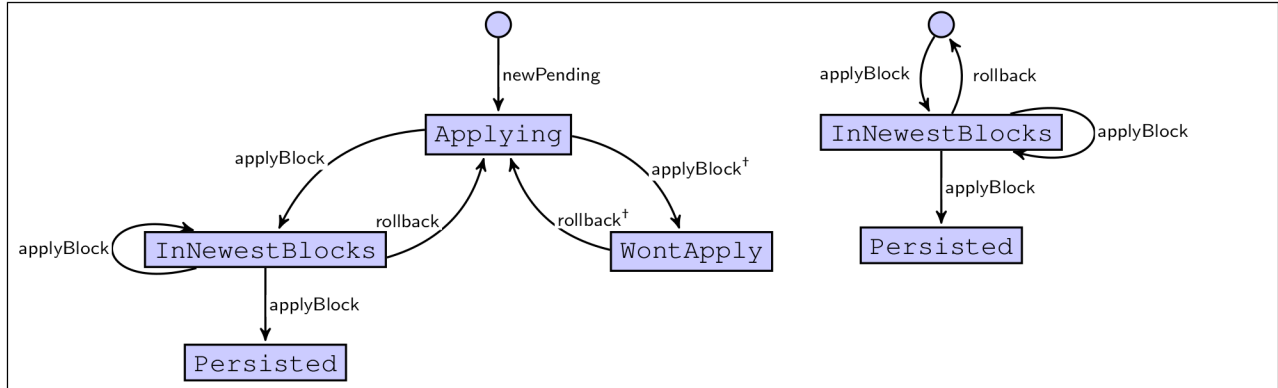 newPending
Applying
applyBlock
applyBlock†
rollback
rollback†
applyBlock
InNewestBlocks
WontApply
applyBlock
Persisted
applyBlock
rollback
InNewestBlocks
applyBlock
applyBlock
Persisted